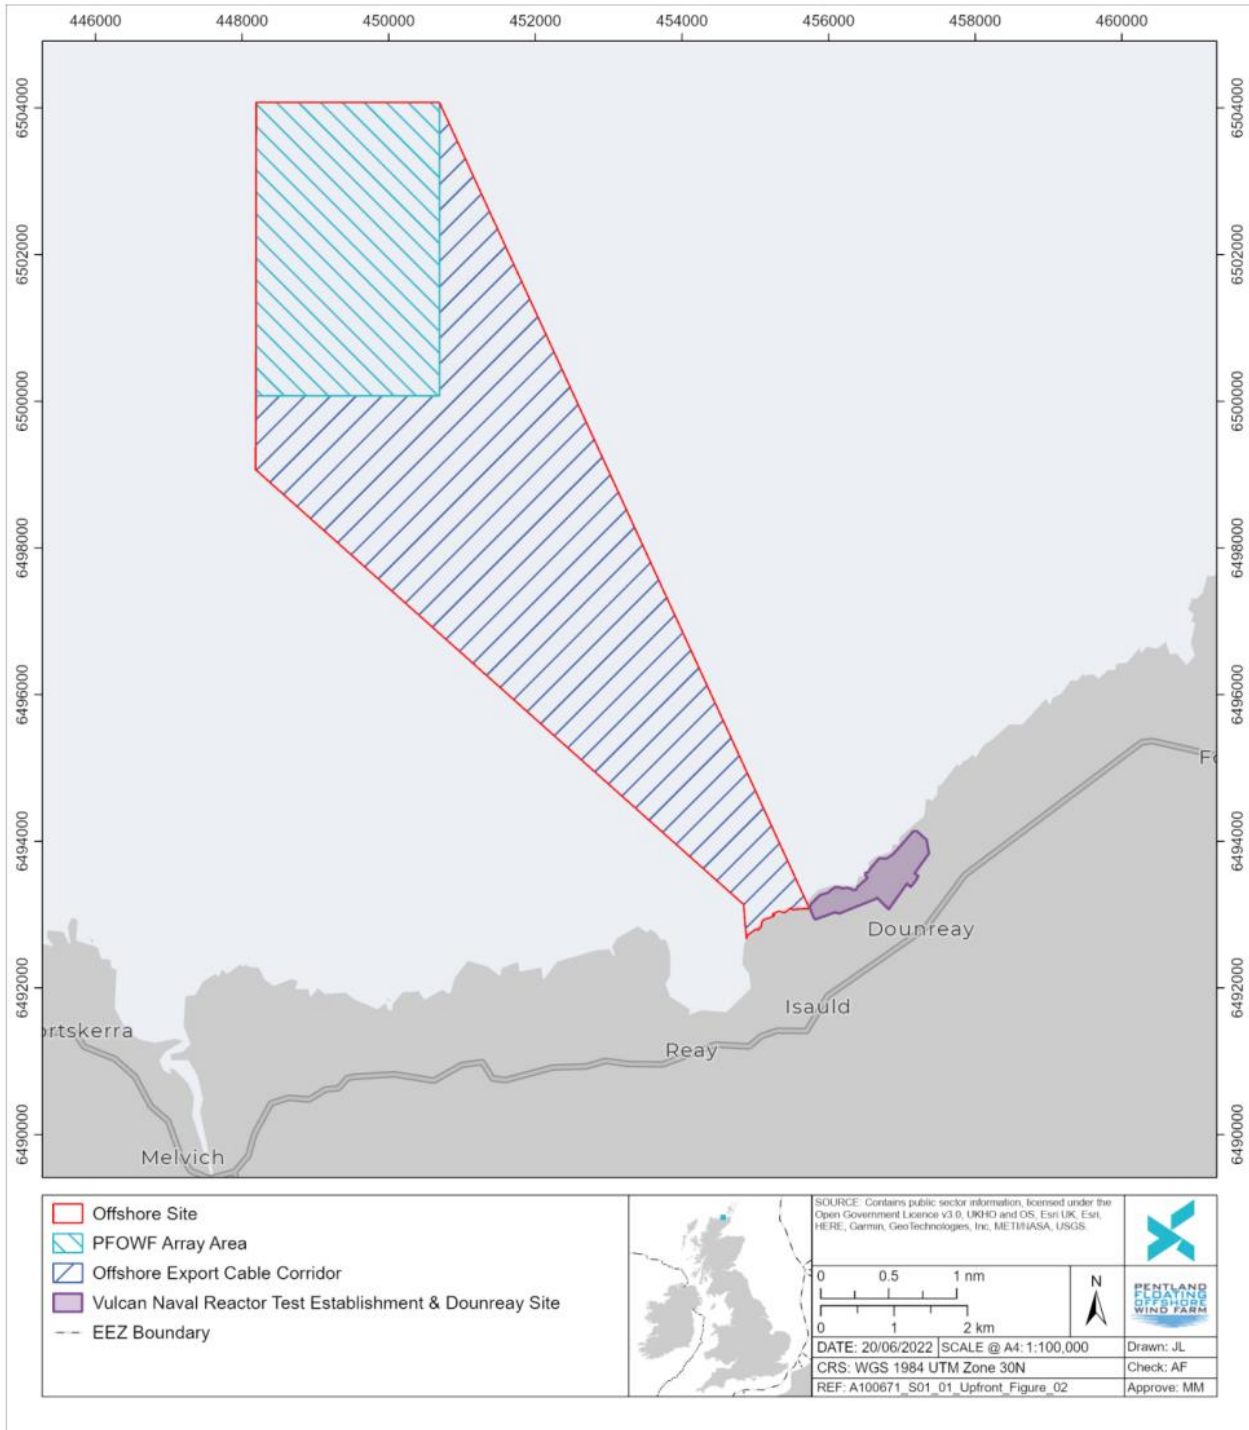 446000 448000 450000 452000 454000 456000 458000 460000
6504000 6504000
6502000 6502000
6500000 6500000
6498000 6498000
6496000 6496000
6494000 6494000
6492000 6492000
6490000 6490000
Fo
Dounreay
Isauld
ortskerra
Reay
Melvich
Offshore Site
PFOWF Array Area
Offshore Export Cable Corridor
Vulcan Naval Reactor Test Establishment & Dounreay Site
EEZ Boundary
SOURCE: Contains public sector information, licensed under the
Open Government Licence v3.0, UKHO and OS, Esri UK, Esri,
HERE, Garmin, GeoTechnologies, Inc, METI/NASA, USGS.
0 0.5 1 nm
0 1 2 km
N
PENTLAND
FLOATING
OFFSHORE
WIND FARM
DATE: 20/06/2022 SCALE @ A4: 1:100,000
Drawn: JL
CRS: WGS 1984 UTM Zone 30N
Check: AF
REF: A100671_S01_01_Upfront_Figure_02
Approve: MM